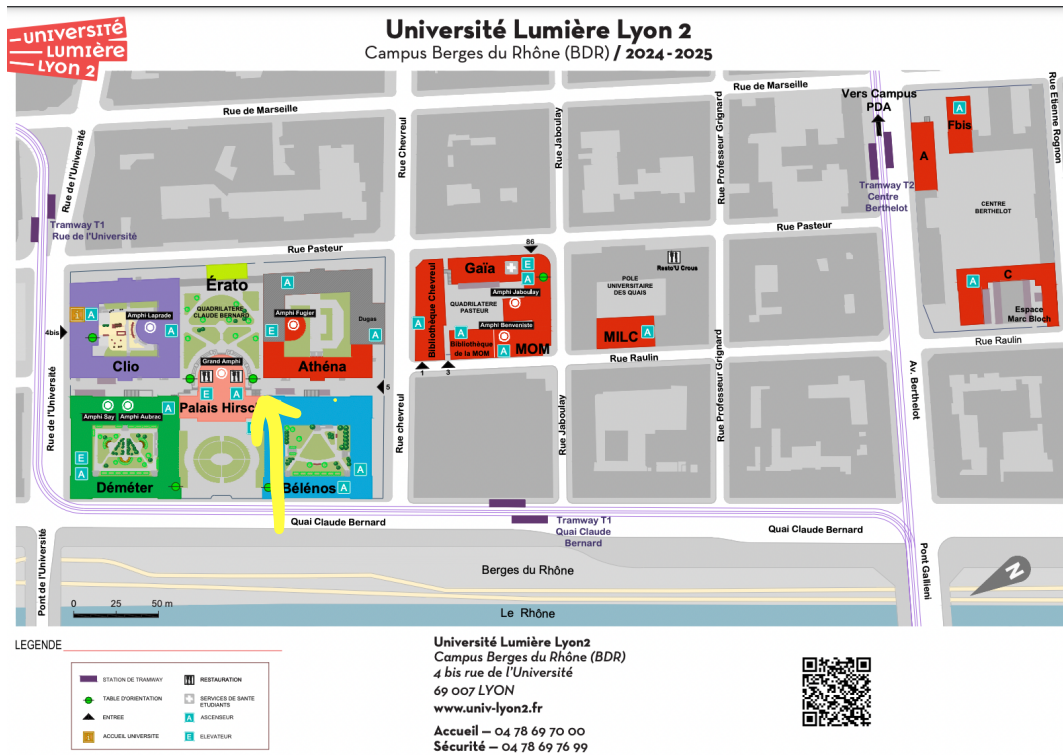 UNIVERSITÉ
LUMIÈRE
LYON 2
Université Lumière Lyon 2
Campus Berges du Rhône (BDR) / 2024-2025
Rue de Marseille
Rue de Marseille
Vers Campus
PDA
Rue Etienne Rognon
Rue de l'Université
Rue Chevreul
Rue Jaboulay
Rue Professeur Grignard
A
Fbis
A
Tramway T2
Centre
Berthelot
CENTRE
BERTHELOT
Tramway T1
Rue de l'Université
Rue Pasteur
Rue Pasteur
86
Érato
A
Gaïa
E
A
Resto'U Crous
C
A
QUADRILATERE
CLAUDE BERNARD
Amphi Laprade
Amphi Fugier
Dugas
Amphi Jaboulay
POLE
UNIVERSITAIRE
DES QUAIS
QUADRILATERE
PASTEUR
Bibliothèque Chevreul
Espace
Marc Bloch
4bis
i
A
A
E
A
A
A
Amphi Benveniste
MILC
A
Clio
Grand Amphi
Athéna
Bibliothèque
de la MOM
A
MOM
Rue Raulin
Rue Raulin
1
3
5
E
A
Palais Hirsc
Amphi Say
Amphi Aubrac
A
E
A
A
A
Déméter
Bélénos
Rue de l'Université
Rue chevreul
Rue Jaboulay
Rue Professeur Grignard
Av. Berthelot
Quai Claude Bernard
Tramway T1
Quai Claude
Bernard
Quai Claude Bernard
Pont de l'Université
Pont Gallieni
Berges du Rhône
N
0 25 50 m
Le Rhône
LEGENDE
STATION DE TRAMWAY
TABLE D'ORIENTATION
ENTREE
i ACCUEIL UNIVERSITE
RESTAURATION
SERVICES DE SANTE
ETUDIANTS
A ASCENSEUR
E ELEVATEUR
Université Lumière Lyon2
Campus Berges du Rhône (BDR)
4 bis rue de l'Université
69 007 LYON
www.univ-lyon2.fr
Accueil — 04 78 69 70 00
Sécurité — 04 78 69 76 99